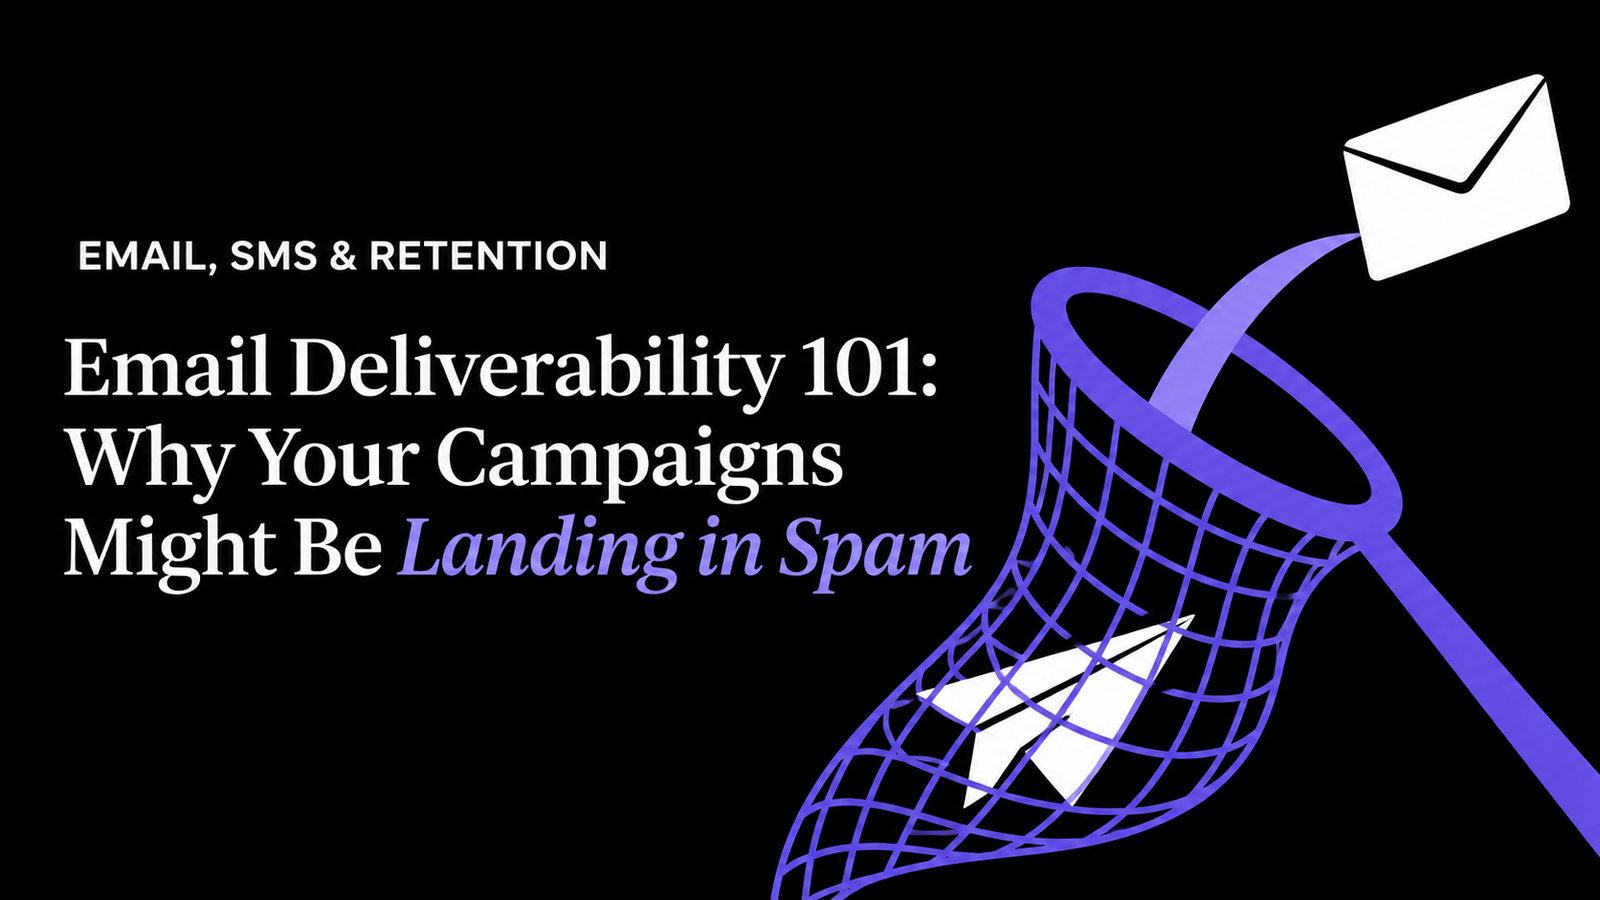 EMAIL, SMS & RETENTION
Email Deliverability 101:
Why Your Campaigns
Might Be Landing in Spam